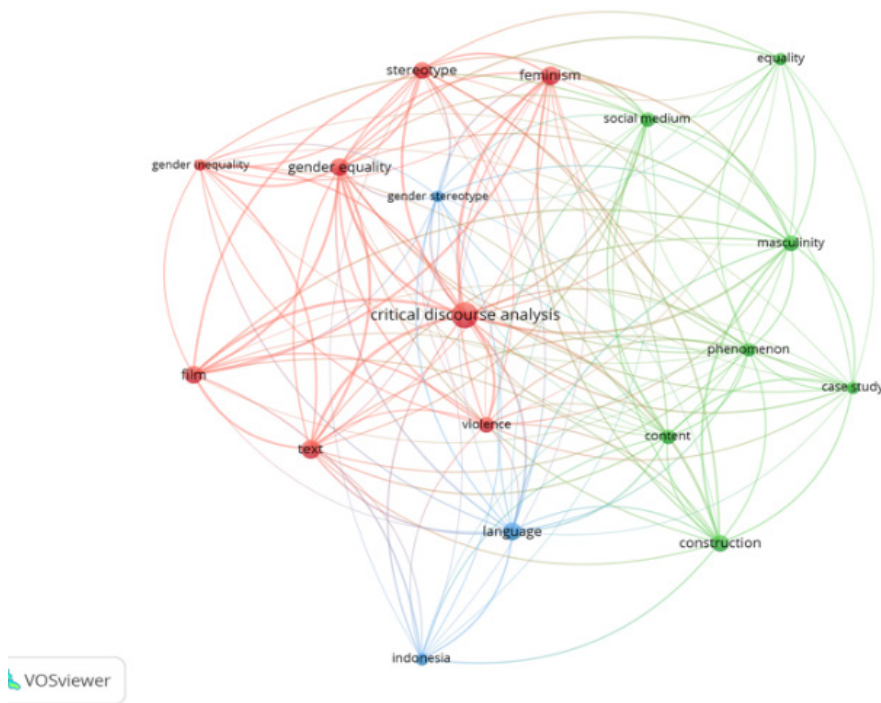 equality
stereotype
feminism
social medium
gender inequality
gender equality
gender stereotype
masculinity
critical discourse analysis
phenomenon
film
case study
violence
content
text
language
construction
indonesia
VOSviewer